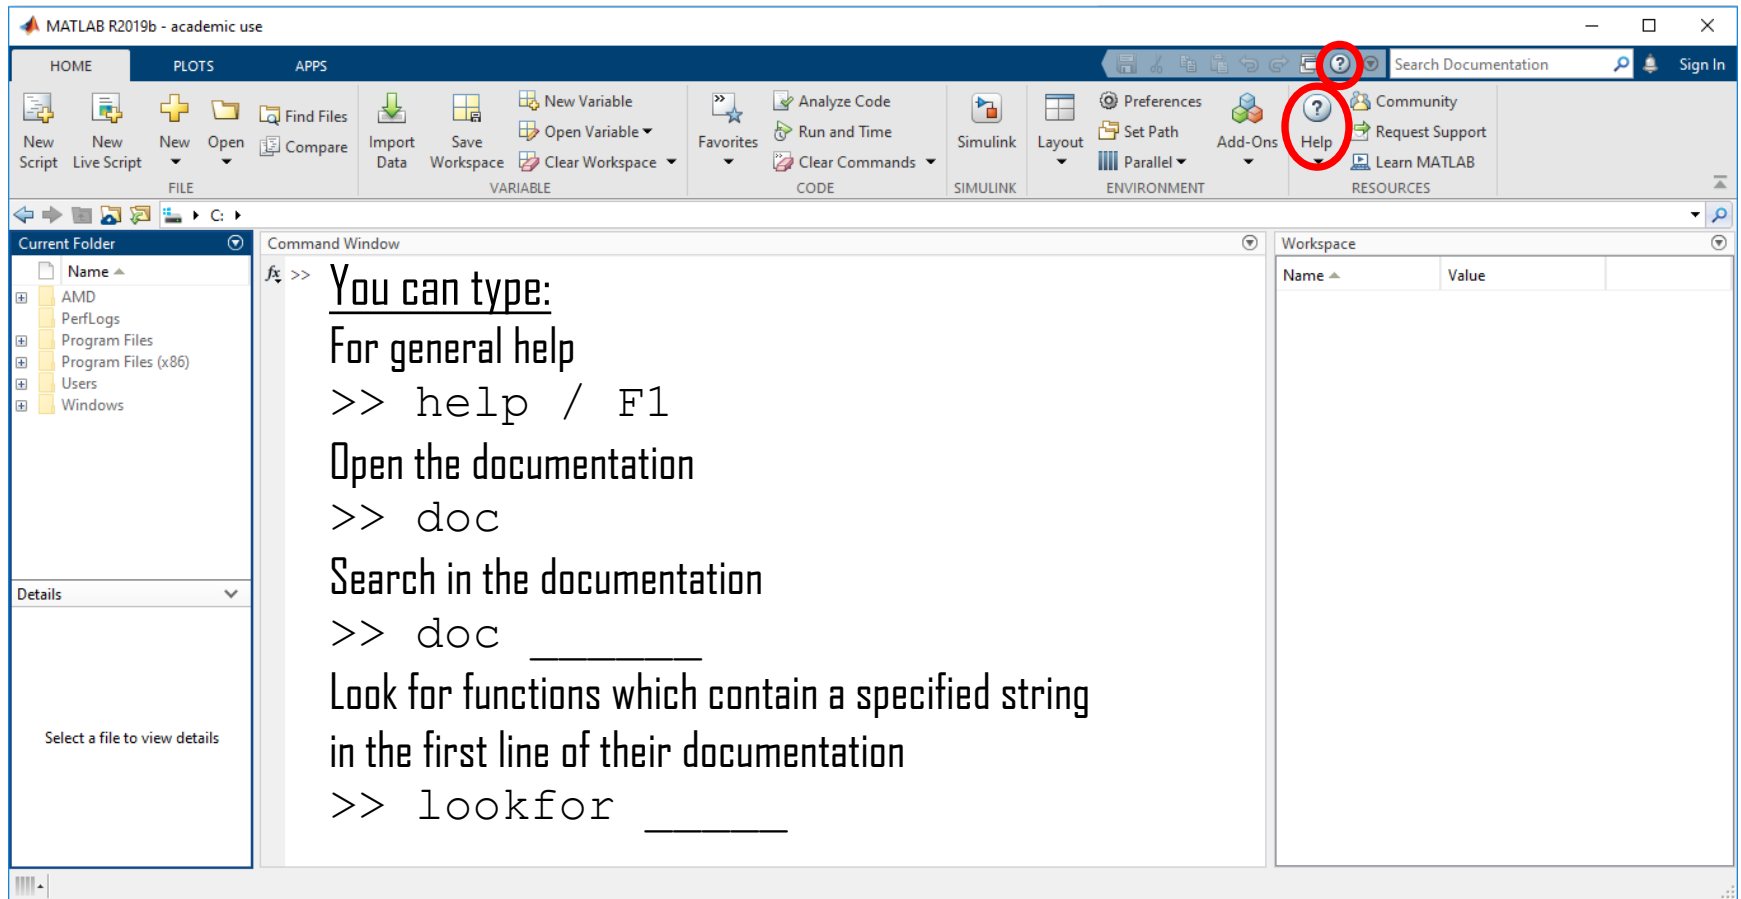 MATLAB R2019b - academic use
HOME PLOTS APPS
Search Documentation
Sign In
New Script
New Live Script
New
Open
Find Files
Compare
FILE
Import Data
Save Workspace
New Variable
Open Variable
Clear Workspace
VARIABLE
Favorites
Analyze Code
Run and Time
Clear Commands
CODE
Simulink
SIMULINK
Layout
Preferences
Set Path
Parallel
Add-Ons
ENVIRONMENT
Help
Community
Request Support
Learn MATLAB
RESOURCES
C:
Current Folder
Name
AMD
PerfLogs
Program Files
Program Files (x86)
Users
Windows
Details
Select a file to view details
Command Window
fx >>
You can type:
For general help
>> help / F1
Open the documentation
>> doc
Search in the documentation
>> doc ______
Look for functions which contain a specified string
in the first line of their documentation
>> lookfor _____
Workspace
Name Value